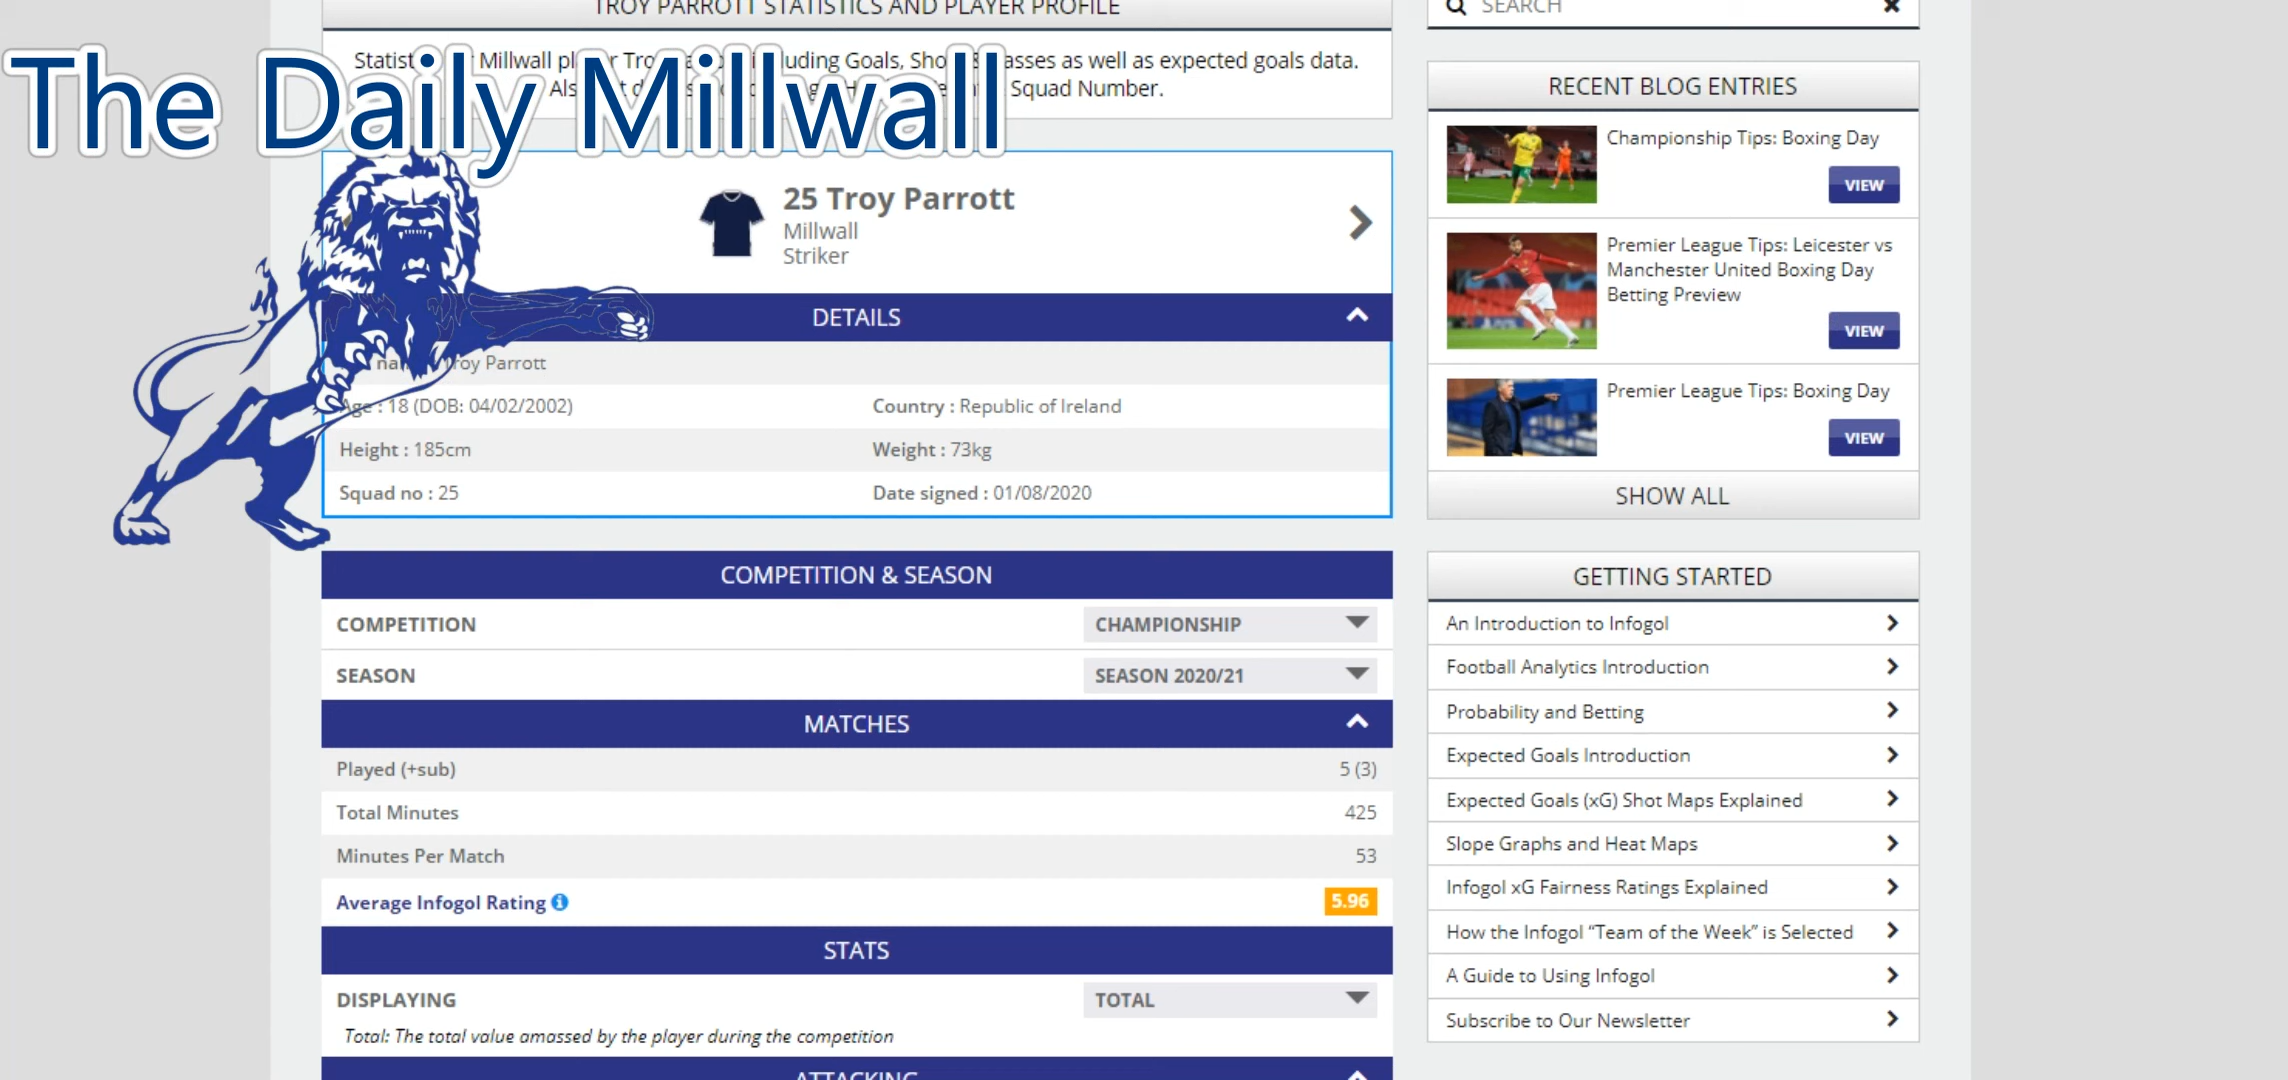 TROY PARROTT STATISTICS AND PLAYER PROFILE
Millwall Goals, as well as expected goals data.
Squad Number.
The Daily Millwall
25 Troy Parrott
Millwall
Striker
DETAILS
Troy Parrott
Age : 18 (DOB: 04/02/2002)
Country : Republic of Ireland
Height : 185cm
Weight : 73kg
Squad no : 25
Date signed : 01/08/2020
COMPETITION & SEASON
COMPETITION
CHAMPIONSHIP
SEASON
SEASON 2020/21
MATCHES
Played (+sub)
5 (3)
Total Minutes
425
Minutes Per Match
53
Average Infogol Rating
5.96
STATS
DISPLAYING
TOTAL
Total: The total value amassed by the player during the competition
ATTACKING
SEARCH
RECENT BLOG ENTRIES
Championship Tips: Boxing Day
VIEW
Premier League Tips: Leicester vs
Manchester United Boxing Day
Betting Preview
VIEW
Premier League Tips: Boxing Day
VIEW
SHOW ALL
GETTING STARTED
An Introduction to Infogol
Football Analytics Introduction
Probability and Betting
Expected Goals Introduction
Expected Goals (xG) Shot Maps Explained
Slope Graphs and Heat Maps
Infogol xG Fairness Ratings Explained
How the Infogol “Team of the Week” is Selected
A Guide to Using Infogol
Subscribe to Our Newsletter